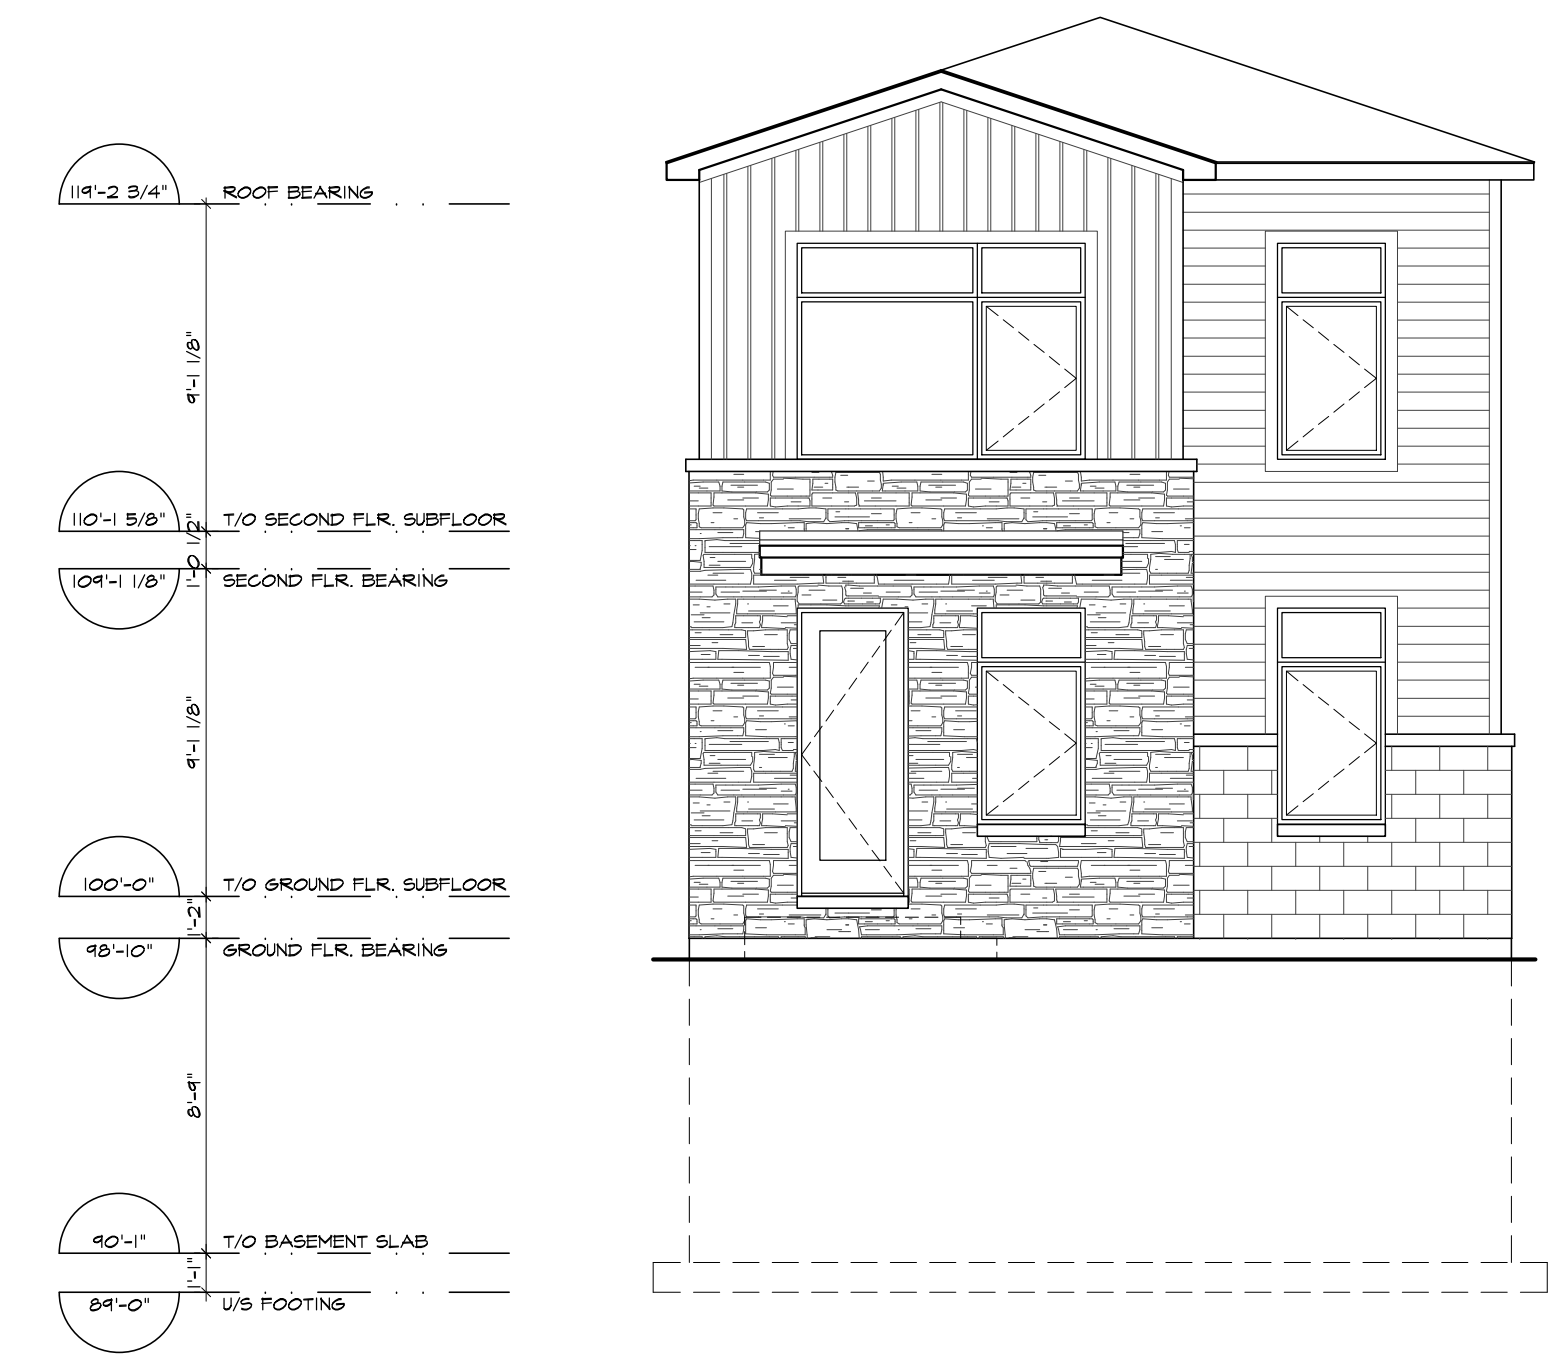 119'-2 3/4" ROOF BEARING
9'-1 1/8"
110'-1 5/8" T/O SECOND FLR. SUBFLOOR
1'-0 1/2"
109'-1 1/8" SECOND FLR. BEARING
9'-1 1/8"
100'-0" T/O GROUND FLR. SUBFLOOR
1'-2"
98'-10" GROUND FLR. BEARING
8'-9"
90'-1" T/O BASEMENT SLAB
1'-1"
89'-0" U/S FOOTING